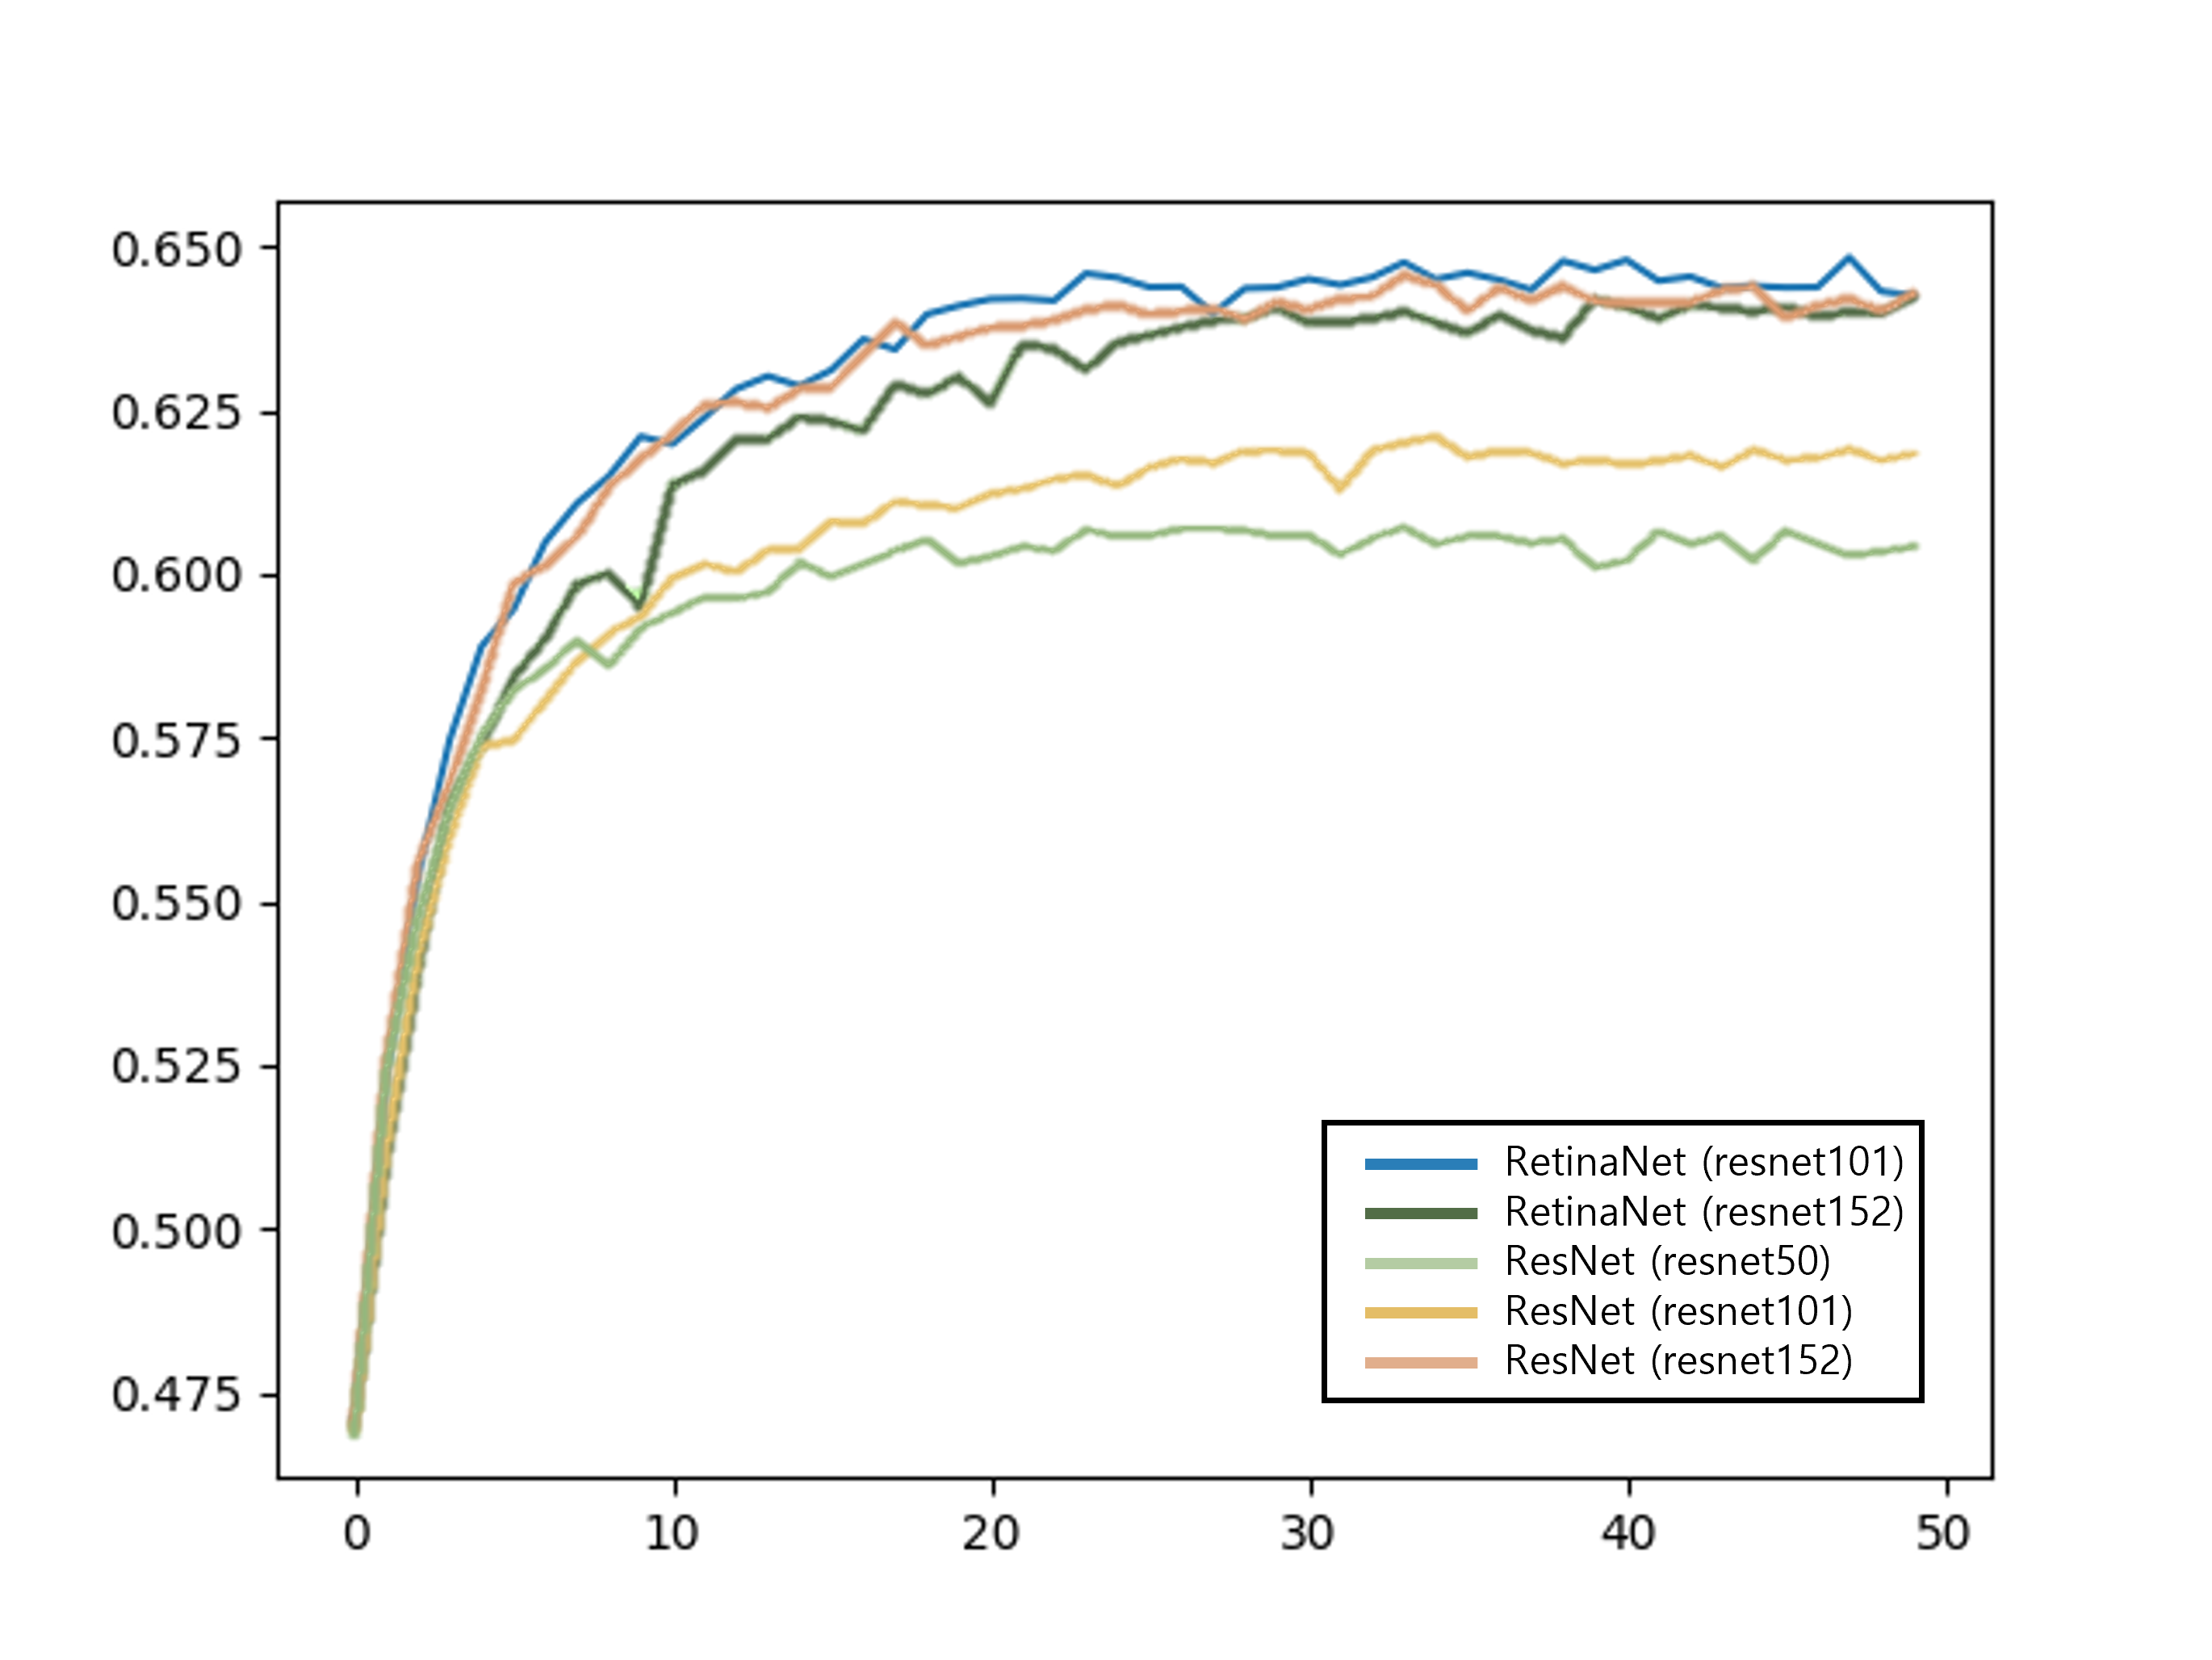 0.650
0.625
0.600
0.575
0.550
0.525
0.500
0.475
0 10 20 30 40 50
RetinaNet (resnet101)
RetinaNet (resnet152)
ResNet (resnet50)
ResNet (resnet101)
ResNet (resnet152)